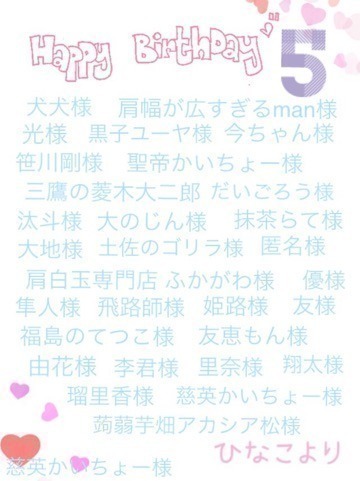 Happy Birthday 5
犬犬様 肩幅が広すぎるman様
光様 黒子ユーヤ様 今ちゃん様
笹川剛様 聖帝かいちょー様
三鷹の菱木大二郎 だいごろう様
汰斗様 大のじん様 抹茶らて様
大地様 土佐のゴリラ様 匿名様
肩白玉専門店 ふかがわ様 優様
隼人様 飛路師様 姫路様 友様
福島のてつこ様 友恵もん様
由花様 李君様 里奈様 翔太様
瑠里香様 慈英かいちょー様
蒟蒻芋畑アカシア松様
ひなこより
慈英かいちょー様